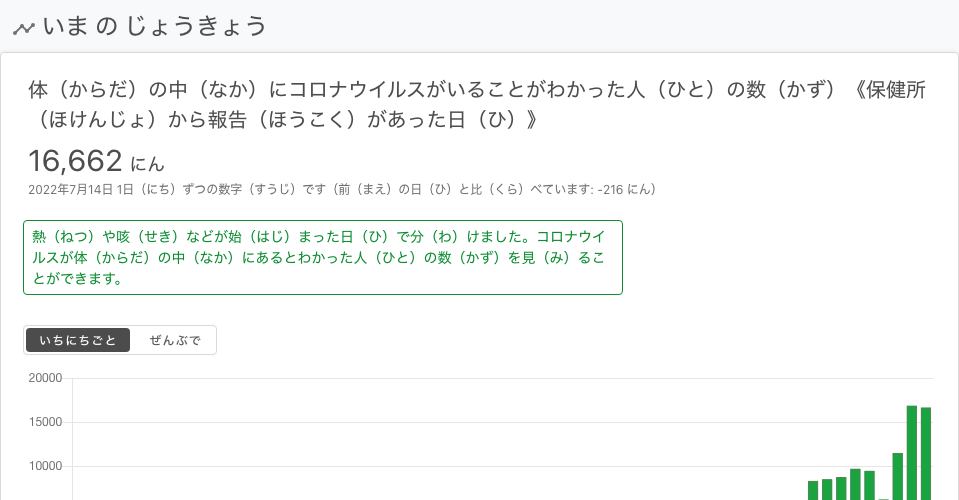 いま の じょうきょう
体（からだ）の中（なか）にコロナウイルスがいることがわかった人（ひと）の数（かず）《保健所
（ほけんじょ）から報告（ほうこく）があった日（ひ）》
16,662 にん
2022年7月14日 1日（にち）ずつの数字（すうじ）です（前（まえ）の日（ひ）と比（くら）べています: -216 にん）
熱（ねつ）や咳（せき）などが始（はじ）まった日（ひ）で分（わ）けました。コロナウイ
ルスが体（からだ）の中（なか）にあるとわかった人（ひと）の数（かず）を見（み）るこ
とができます。
いちにちごと ぜんぶで
20000
15000
10000